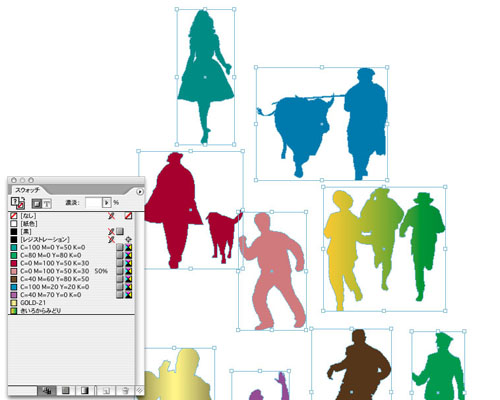 スウォッチ
濃淡: %
[なし]
[紙色]
[黒]
[レジストレーション]
C=100 M=0 Y=50 K=0
C=80 M=0 Y=80 K=0
C=0 M=100 Y=50 K=30
C=0 M=100 Y=50 K=30 50%
C=40 M=60 Y=80 K=50
C=100 M=20 Y=20 K=0
C=40 M=70 Y=0 K=0
GOLD-21
きいろからみどり